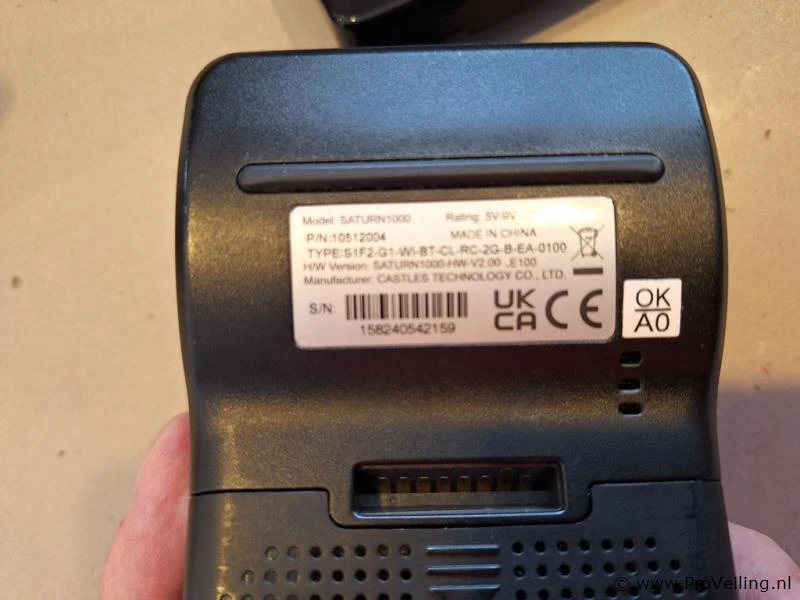 Model: SATURN1000 Rating: 5V-9V
P/N:10512004 MADE IN CHINA
TYPE:S1F2-G1-WI-BT-CL-RC-2G-B-EA-0100
H/W Version: SATURN1000-HW-V2.00 .E100
Manufacturer: CASTLES TECHNOLOGY CO., LTD.
S/N:
158240542159
UK
CA
CE
OK
A0
© www.ProVeiling.nl